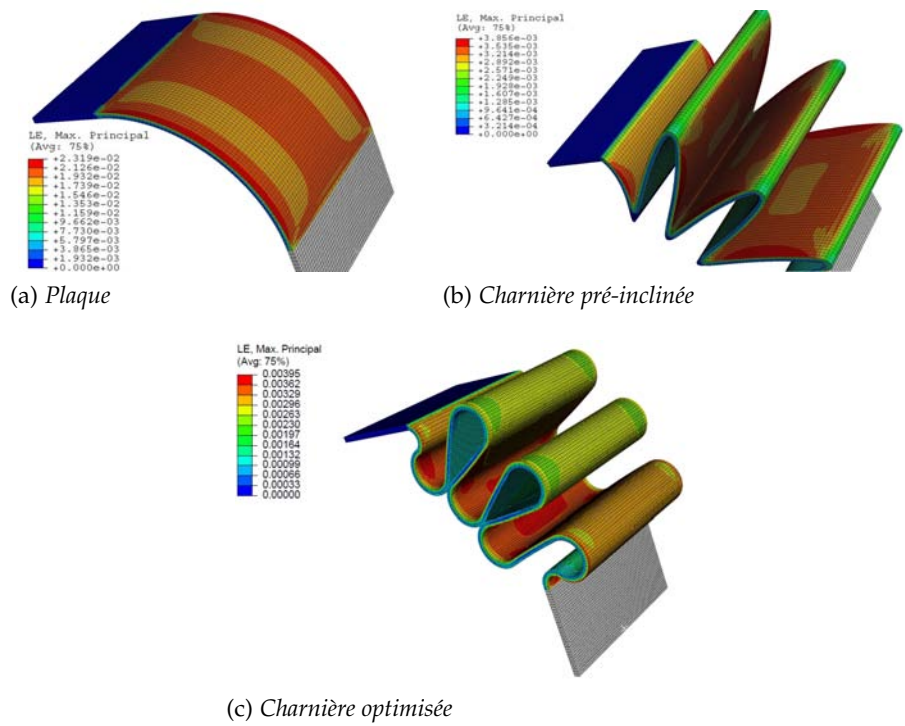 LE, Max. Principal
(Avg: 75%)
+2.319e-02
+2.126e-02
+1.932e-02
+1.739e-02
+1.546e-02
+1.353e-02
+1.159e-02
+9.662e-03
+7.730e-03
+5.797e-03
+3.865e-03
+1.932e-03
+0.000e+00
(a) Plaque
LE, Max. Principal
(Avg: 75%)
+3.856e-03
+3.535e-03
+3.214e-03
+2.892e-03
+2.571e-03
+2.249e-03
+1.928e-03
+1.607e-03
+1.285e-03
+9.641e-04
+6.427e-04
+3.214e-04
+0.000e+00
(b) Charnière pré-inclinée
LE, Max. Principal
(Avg: 75%)
0.00395
0.00362
0.00329
0.00296
0.00263
0.00230
0.00197
0.00164
0.00132
0.00099
0.00066
0.00033
0.00000
(c) Charnière optimisée